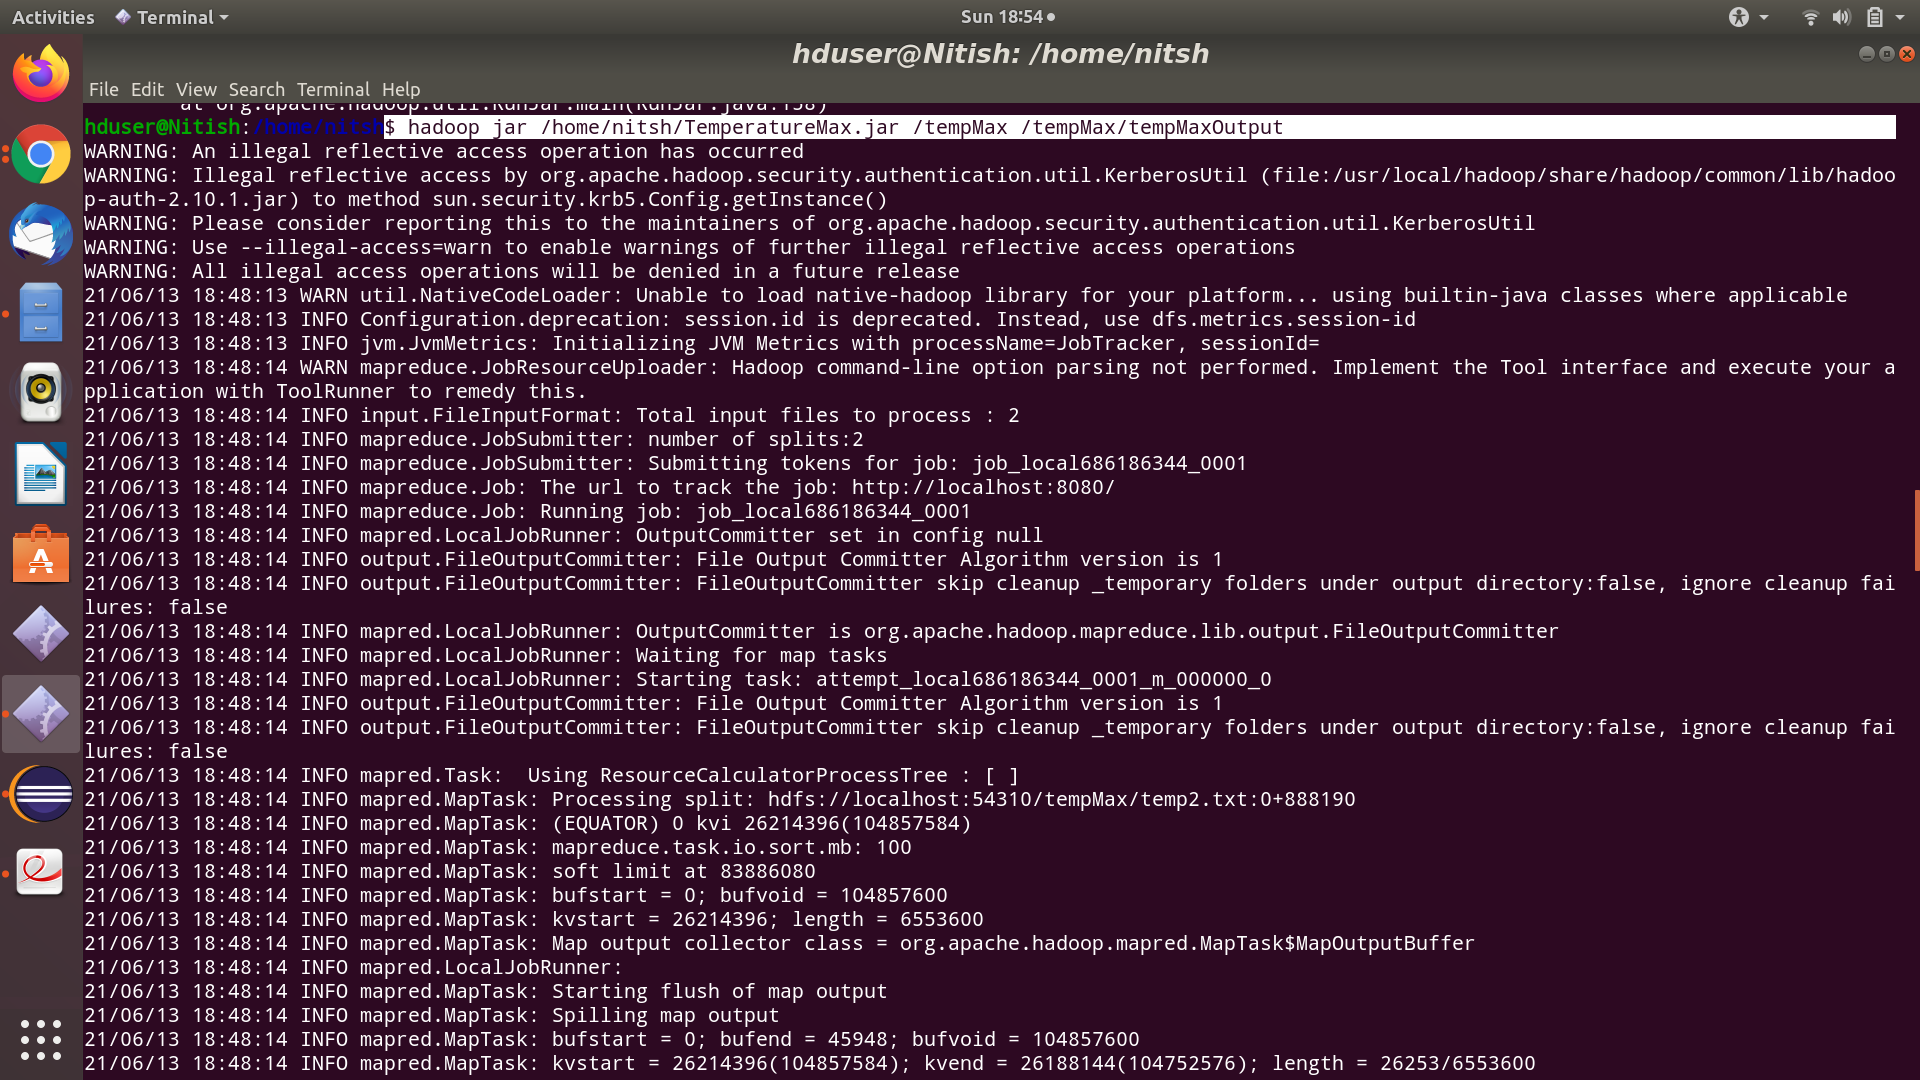 Activities
Terminal
Sun 18:54
hduser@Nitish: /home/nitsh
File Edit View Search Terminal Help
at org.apache.hadoop.util.RunJar.main(RunJar.java:158)
hduser@Nitish:/home/nitsh$ hadoop jar /home/nitsh/TemperatureMax.jar /tempMax /tempMax/tempMaxOutput
WARNING: An illegal reflective access operation has occurred
WARNING: Illegal reflective access by org.apache.hadoop.security.authentication.util.KerberosUtil (file:/usr/local/hadoop/share/hadoop/common/lib/hadoo
p-auth-2.10.1.jar) to method sun.security.krb5.Config.getInstance()
WARNING: Please consider reporting this to the maintainers of org.apache.hadoop.security.authentication.util.KerberosUtil
WARNING: Use --illegal-access=warn to enable warnings of further illegal reflective access operations
WARNING: All illegal access operations will be denied in a future release
21/06/13 18:48:13 WARN util.NativeCodeLoader: Unable to load native-hadoop library for your platform... using builtin-java classes where applicable
21/06/13 18:48:13 INFO Configuration.deprecation: session.id is deprecated. Instead, use dfs.metrics.session-id
21/06/13 18:48:13 INFO jvm.JvmMetrics: Initializing JVM Metrics with processName=JobTracker, sessionId=
21/06/13 18:48:14 WARN mapreduce.JobResourceUploader: Hadoop command-line option parsing not performed. Implement the Tool interface and execute your a
pplication with ToolRunner to remedy this.
21/06/13 18:48:14 INFO input.FileInputFormat: Total input files to process : 2
21/06/13 18:48:14 INFO mapreduce.JobSubmitter: number of splits:2
21/06/13 18:48:14 INFO mapreduce.JobSubmitter: Submitting tokens for job: job_local686186344_0001
21/06/13 18:48:14 INFO mapreduce.Job: The url to track the job: http://localhost:8080/
21/06/13 18:48:14 INFO mapreduce.Job: Running job: job_local686186344_0001
21/06/13 18:48:14 INFO mapred.LocalJobRunner: OutputCommitter set in config null
21/06/13 18:48:14 INFO output.FileOutputCommitter: File Output Committer Algorithm version is 1
21/06/13 18:48:14 INFO output.FileOutputCommitter: FileOutputCommitter skip cleanup _temporary folders under output directory:false, ignore cleanup fai
lures: false
21/06/13 18:48:14 INFO mapred.LocalJobRunner: OutputCommitter is org.apache.hadoop.mapreduce.lib.output.FileOutputCommitter
21/06/13 18:48:14 INFO mapred.LocalJobRunner: Waiting for map tasks
21/06/13 18:48:14 INFO mapred.LocalJobRunner: Starting task: attempt_local686186344_0001_m_000000_0
21/06/13 18:48:14 INFO output.FileOutputCommitter: File Output Committer Algorithm version is 1
21/06/13 18:48:14 INFO output.FileOutputCommitter: FileOutputCommitter skip cleanup _temporary folders under output directory:false, ignore cleanup fai
lures: false
21/06/13 18:48:14 INFO mapred.Task:  Using ResourceCalculatorProcessTree : [ ]
21/06/13 18:48:14 INFO mapred.MapTask: Processing split: hdfs://localhost:54310/tempMax/temp2.txt:0+888190
21/06/13 18:48:14 INFO mapred.MapTask: (EQUATOR) 0 kvi 26214396(104857584)
21/06/13 18:48:14 INFO mapred.MapTask: mapreduce.task.io.sort.mb: 100
21/06/13 18:48:14 INFO mapred.MapTask: soft limit at 83886080
21/06/13 18:48:14 INFO mapred.MapTask: bufstart = 0; bufvoid = 104857600
21/06/13 18:48:14 INFO mapred.MapTask: kvstart = 26214396; length = 6553600
21/06/13 18:48:14 INFO mapred.MapTask: Map output collector class = org.apache.hadoop.mapred.MapTask$MapOutputBuffer
21/06/13 18:48:14 INFO mapred.LocalJobRunner:
21/06/13 18:48:14 INFO mapred.MapTask: Starting flush of map output
21/06/13 18:48:14 INFO mapred.MapTask: Spilling map output
21/06/13 18:48:14 INFO mapred.MapTask: bufstart = 0; bufend = 45948; bufvoid = 104857600
21/06/13 18:48:14 INFO mapred.MapTask: kvstart = 26214396(104857584); kvend = 26188144(104752576); length = 26253/6553600